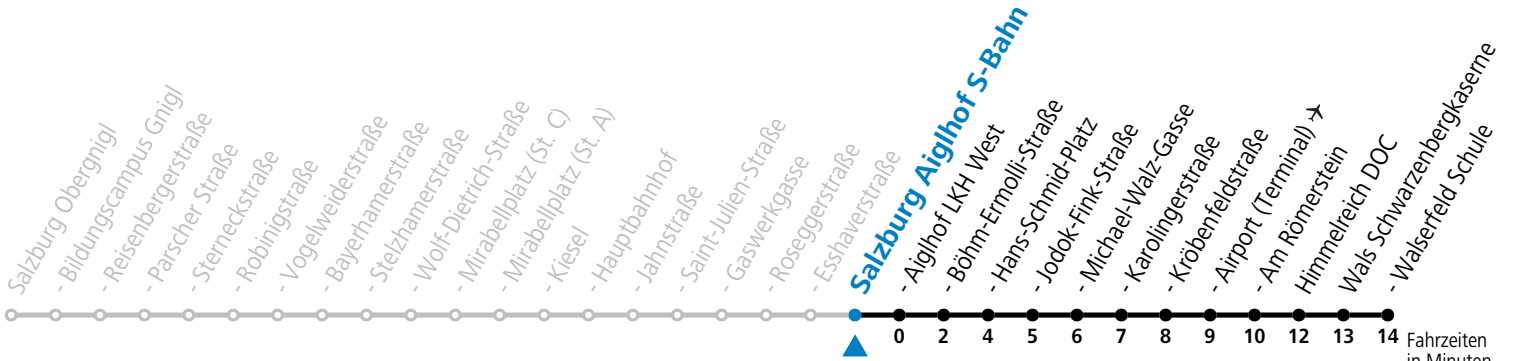 Salzburg Obergnigl
- Bildungscampus Gnigl
- Reisenbergerstraße
- Parscher Straße
- Sterneckstraße
- Robinigstraße
- Vogelweiderstraße
- Bayerhamerstraße
- Stelzhamerstraße
- Wolf-Dietrich-Straße
- Mirabellplatz (St. C)
- Mirabellplatz (St. A)
- Kiesel
- Hauptbahnhof
- Jahnstraße
- Saint-Julien-Straße
- Gaswerkgasse
- Roseggerstraße
- Esshaverstraße
Salzburg Aiglhof S-Bahn
- Aiglhof LKH West
- Böhm-Ermolli-Straße
- Hans-Schmid-Platz
- Jodok-Fink-Straße
- Michael-Walz-Gasse
- Karolingerstraße
- Kröbenfeldstraße
- Airport (Terminal)
- Am Römerstein
Himmelreich DOC
Wals Schwarzenbergkaserne
- Walserfeld Schule
0 2 4 5 6 7 8 9 10 12 13 14 Fahrzeiten
in Minuten